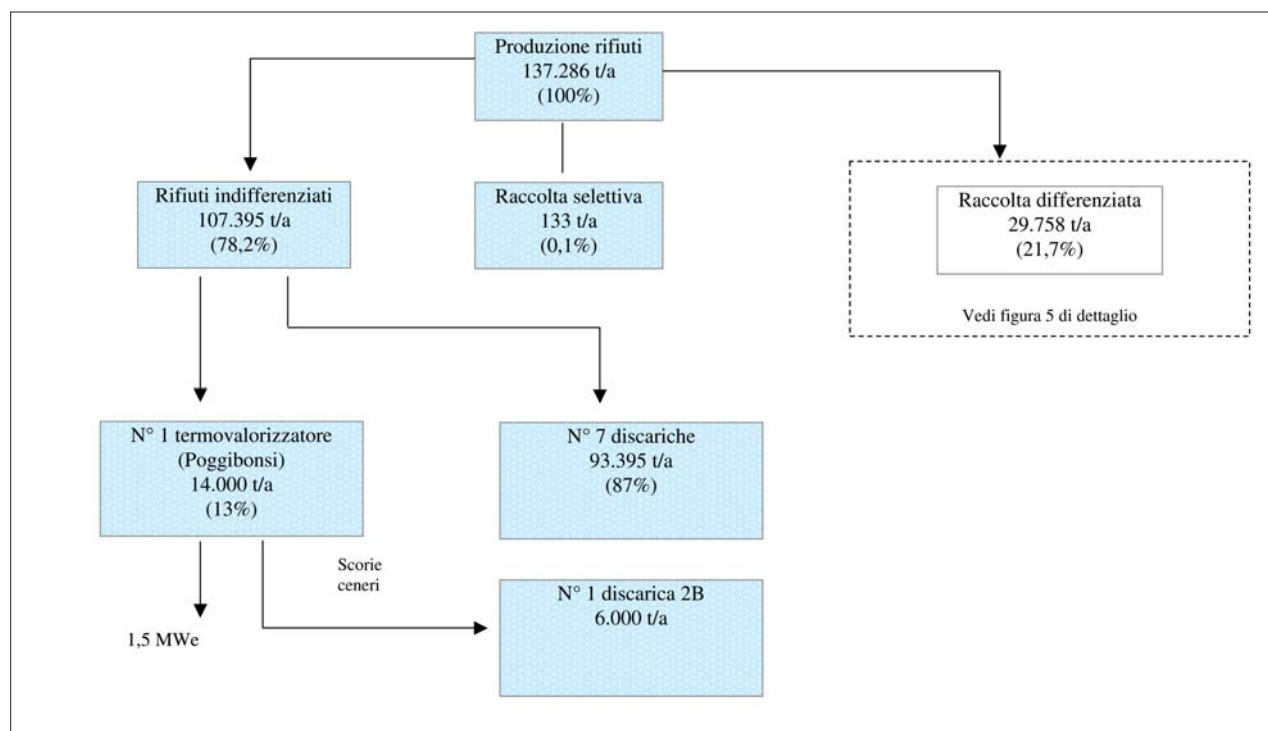 Produzione rifiuti
137.286 t/a
(100%)
Rifiuti indifferenziati
107.395 t/a
(78,2%)
Raccolta selettiva
133 t/a
(0,1%)
Raccolta differenziata
29.758 t/a
(21,7%)
Vedi figura 5 di dettaglio
N° 1 termovalorizzatore
(Poggibonsi)
14.000 t/a
(13%)
N° 7 discariche
93.395 t/a
(87%)
Scorie
ceneri
N° 1 discarica 2B
6.000 t/a
1,5 MWe